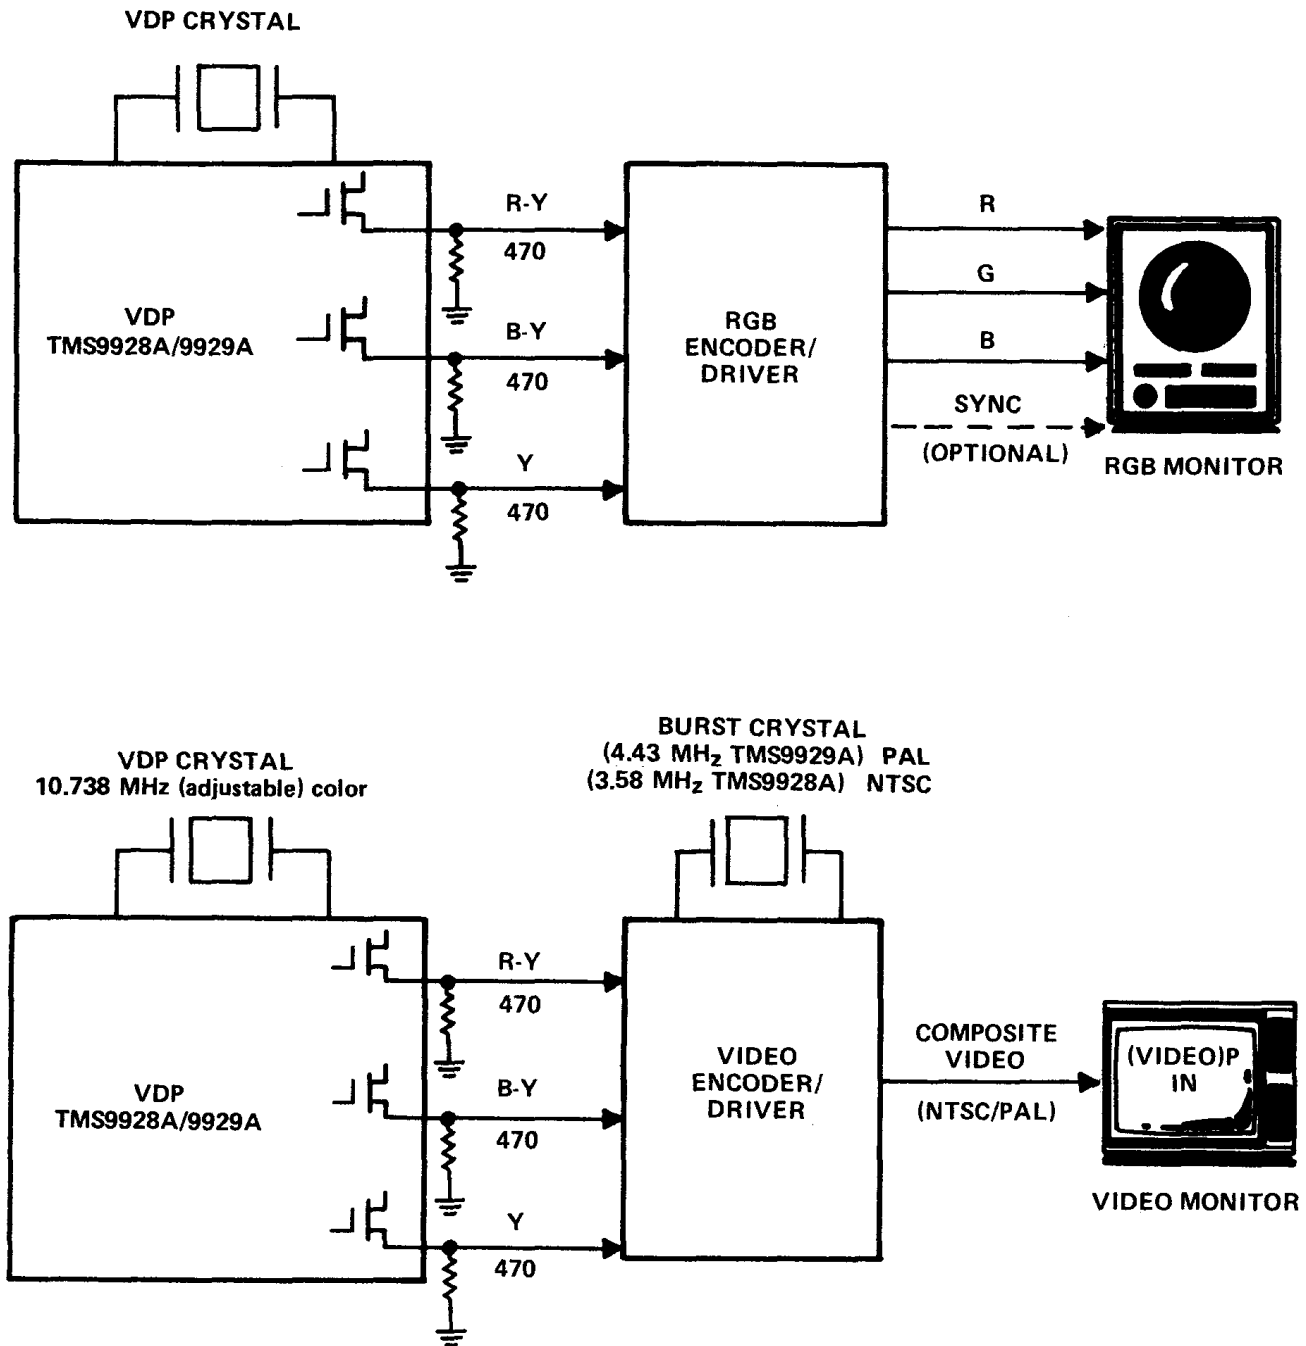 VDP CRYSTAL
R-Y
470
VDP
TMS9928A/9929A
B-Y
470
Y
470
RGB
ENCODER/
DRIVER
R
G
B
SYNC
(OPTIONAL)
RGB MONITOR
VDP CRYSTAL
10.738 MHz (adjustable) color
BURST CRYSTAL
(4.43 MHz TMS9929A) PAL
(3.58 MHz TMS9928A) NTSC
R-Y
470
VDP
TMS9928A/9929A
B-Y
470
Y
470
VIDEO
ENCODER/
DRIVER
COMPOSITE
VIDEO
(NTSC/PAL)
(VIDEO)P
IN
VIDEO MONITOR